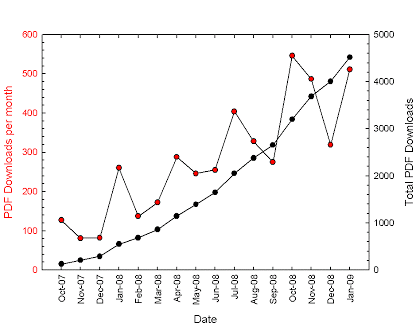 600
500
400
300
200
100
0
PDF Downloads per month
5000
4000
3000
2000
1000
0
Total PDF Downloads
Oct-07
Nov-07
Dec-07
Jan-08
Feb-08
Mar-08
Apr-08
May-08
Jun-08
Jul-08
Aug-08
Sep-08
Oct-08
Nov-08
Dec-08
Jan-09
Date